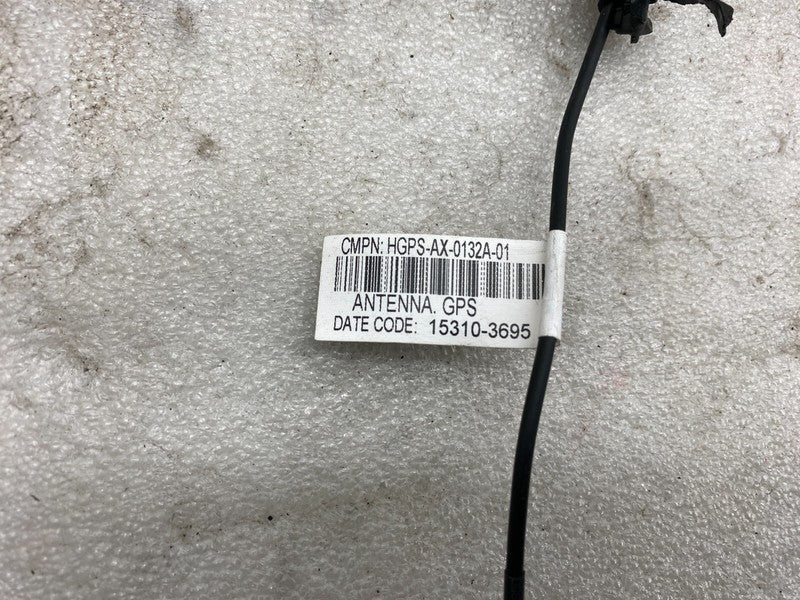 CMPN: HGPS-AX-0132A-01
ANTENNA. GPS
DATE CODE: 15310-3695